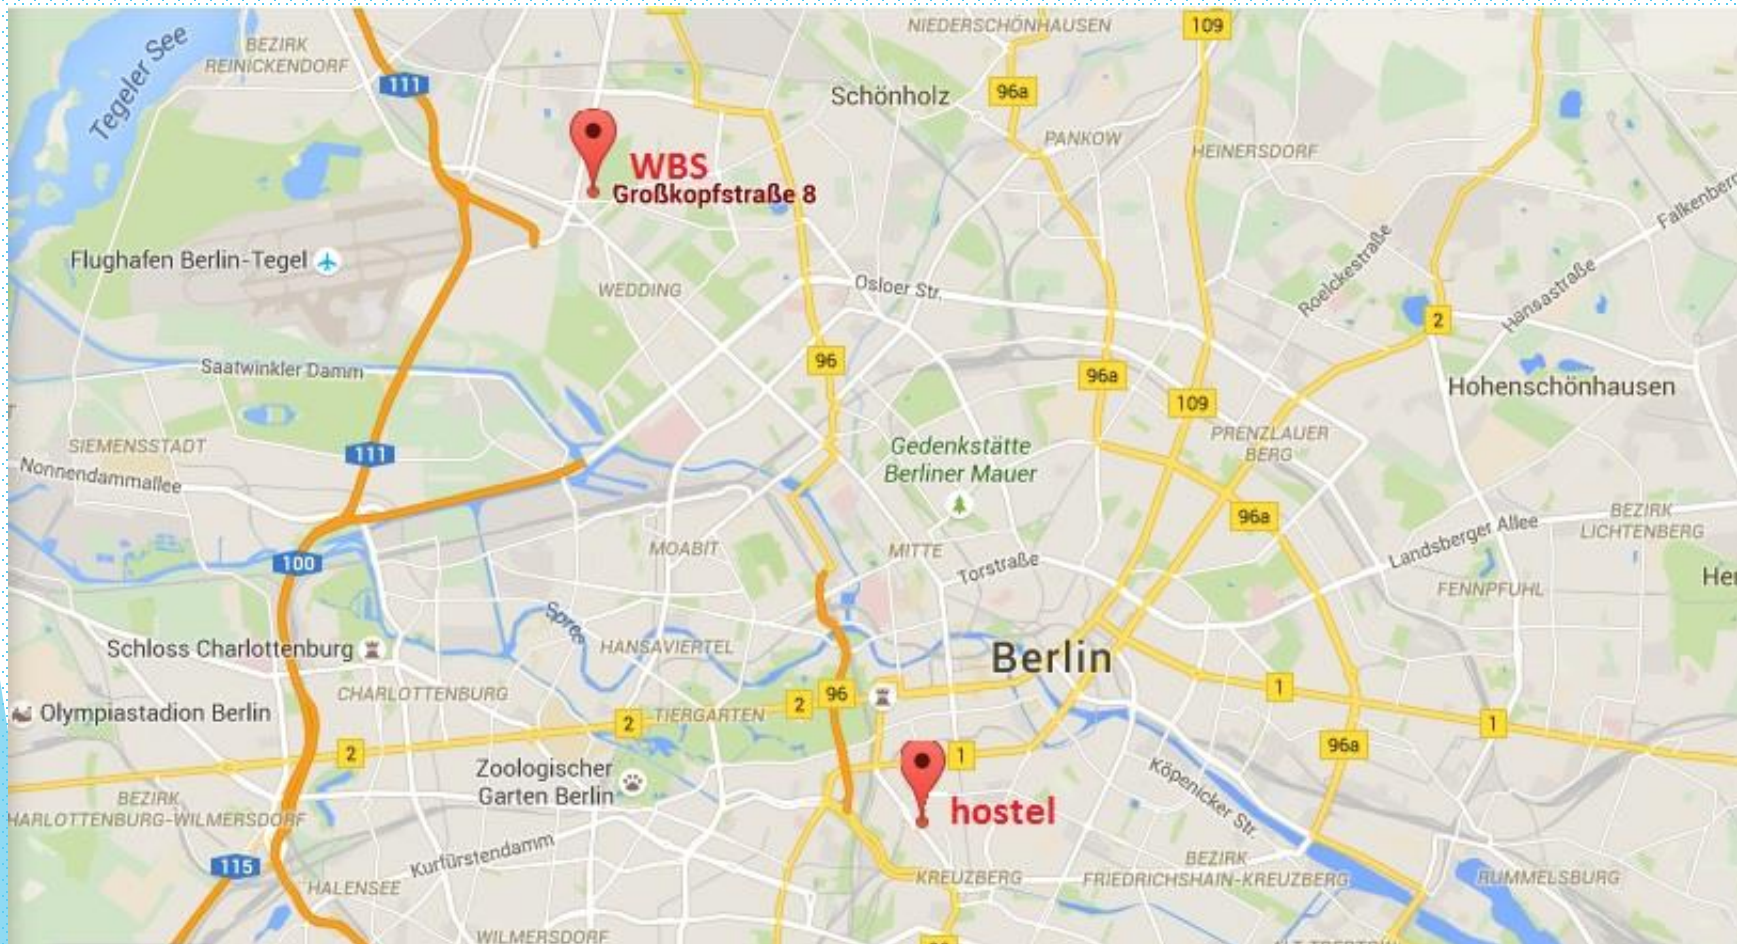 NIEDERSCHÖNHAUSEN
109
Tegeler See
BEZIRK
REINICKENDORF
111
Schönholz
96a
PANKOW
HEINERSDORF
WBS
Großkopfstraße 8
Falkenberg
Flughafen Berlin-Tegel
WEDDING
Osloer Str.
Roelckestraße
Hansastraße
2
Saatwinkler Damm
96
96a
109
Hohenschönhausen
SIEMENSSTADT
111
Nonnendammallee
Gedenkstätte
Berliner Mauer
PRENZLAUER
BERG
96a
BEZIRK
LICHTENBERG
Landsberger Allee
100
MOABIT
MITTE
Torstraße
FENNPFUHL
Her
Spree
Schloss Charlottenburg
HANSAVIERTEL
Berlin
CHARLOTTENBURG
2
96
1
Olympiastadion Berlin
2
TIERGARTEN
1
2
96a
1
Zoologischer
Garten Berlin
Köpenicker Str.
BEZIRK
HARLOTTENBURG-WILMERSDORF
hostel
Kurfürstendamm
115
HALENSEE
KREUZBERG
BEZIRK
FRIEDRICHSHAIN-KREUZBERG
RUMMELSBURG
WILMERSDORF